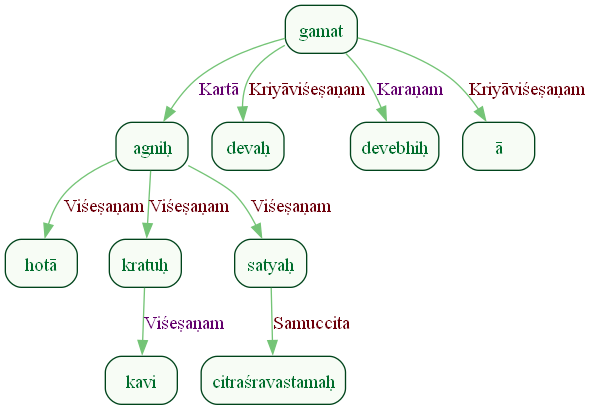 gamat
Kartā Kriyāviśeṣaṇam Karaṇam Kriyāviśeṣaṇam
agniḥ devaḥ devebhiḥ ā
Viśeṣaṇam Viśeṣaṇam Viśeṣaṇam
hotā kratuḥ satyaḥ
Viśeṣaṇam Samuccita
kavi citraśravastamaḥ